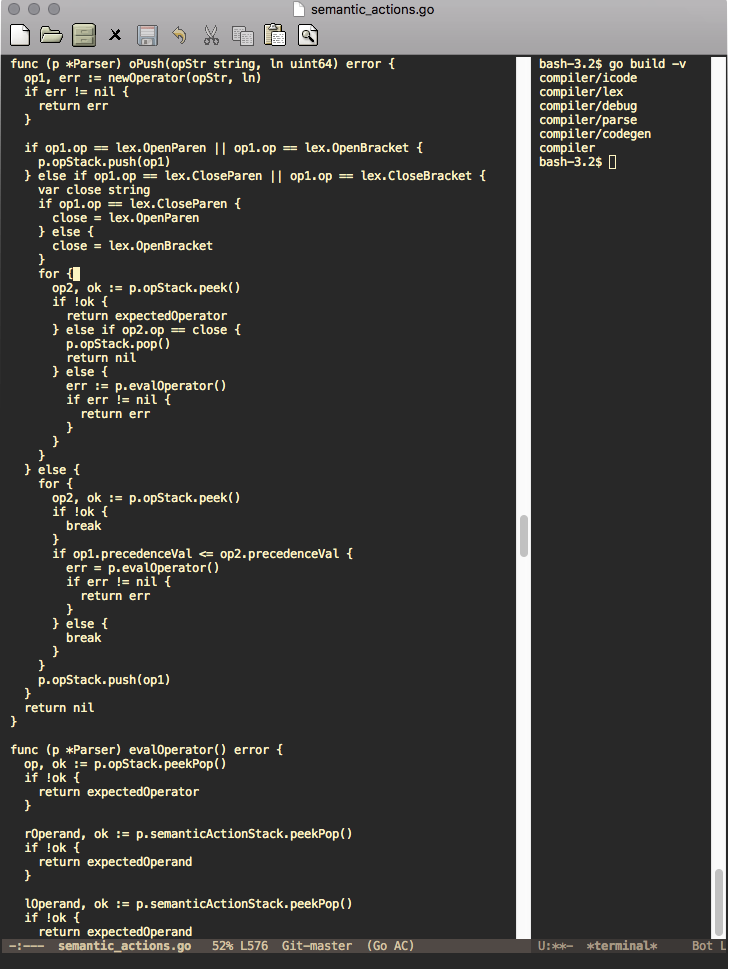 semantic_actions.go
func (p *Parser) oPush(opStr string, ln uint64) error {
  op1, err := newOperator(opStr, ln)
  if err != nil {
    return err
  }
  if op1.op == lex.OpenParen || op1.op == lex.OpenBracket {
    p.opStack.push(op1)
  } else if op1.op == lex.CloseParen || op1.op == lex.CloseBracket {
    var close string
    if op1.op == lex.CloseParen {
      close = lex.OpenParen
    } else {
      close = lex.OpenBracket
    }
    for {
      op2, ok := p.opStack.peek()
      if !ok {
        return expectedOperator
      } else if op2.op == close {
        p.opStack.pop()
        return nil
      } else {
        err := p.evalOperator()
        if err != nil {
          return err
        }
      }
    }
  } else {
    for {
      op2, ok := p.opStack.peek()
      if !ok {
        break
      }
      if op1.precedenceVal <= op2.precedenceVal {
        err = p.evalOperator()
        if err != nil {
          return err
        }
      } else {
        break
      }
    }
    p.opStack.push(op1)
  }
  return nil
}
func (p *Parser) evalOperator() error {
  op, ok := p.opStack.peekPop()
  if !ok {
    return expectedOperator
  }
  rOperand, ok := p.semanticActionStack.peekPop()
  if !ok {
    return expectedOperand
  }
  lOperand, ok := p.semanticActionStack.peekPop()
  if !ok {
    return expectedOperand
-:---  semantic_actions.go   52% L576  Git-master  (Go AC)
bash-3.2$ go build -v
compiler/icode
compiler/lex
compiler/debug
compiler/parse
compiler/codegen
compiler
bash-3.2$
U:**-  *terminal*     Bot L